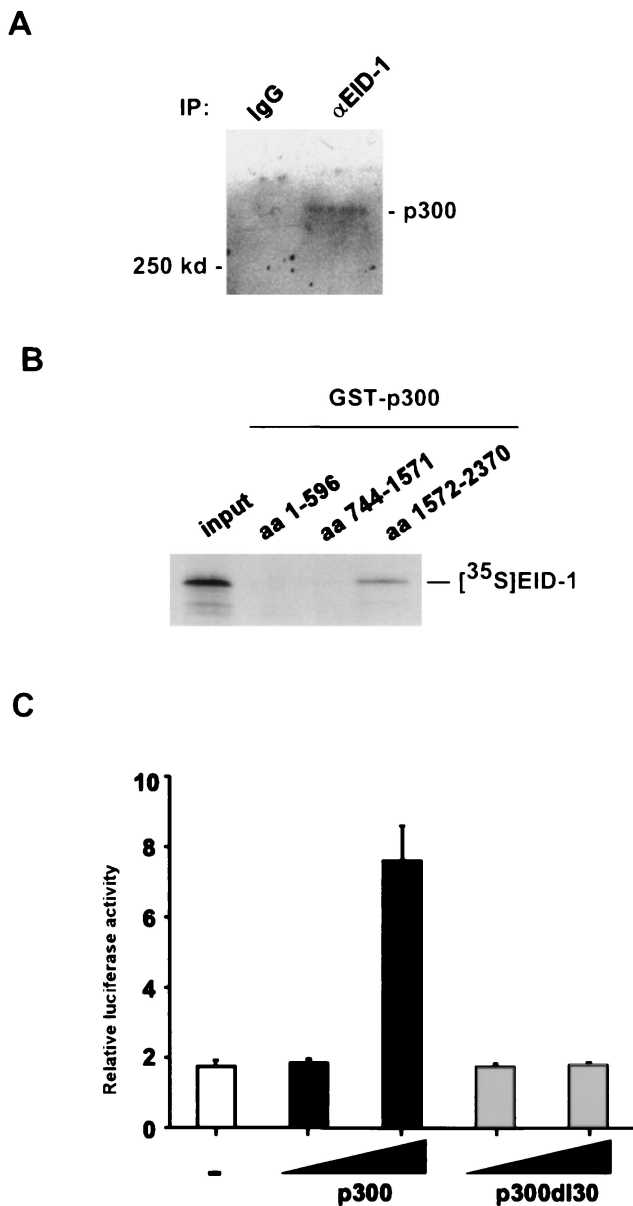 A
IP: IgG αEID-1
- p300
250 kd -
B
GST-p300
input aa 1-596 aa 744-1571 aa 1572-2370
[³⁵S]EID-1
C
Relative luciferase activity
10
8
6
4
2
0
- p300 p300dl30